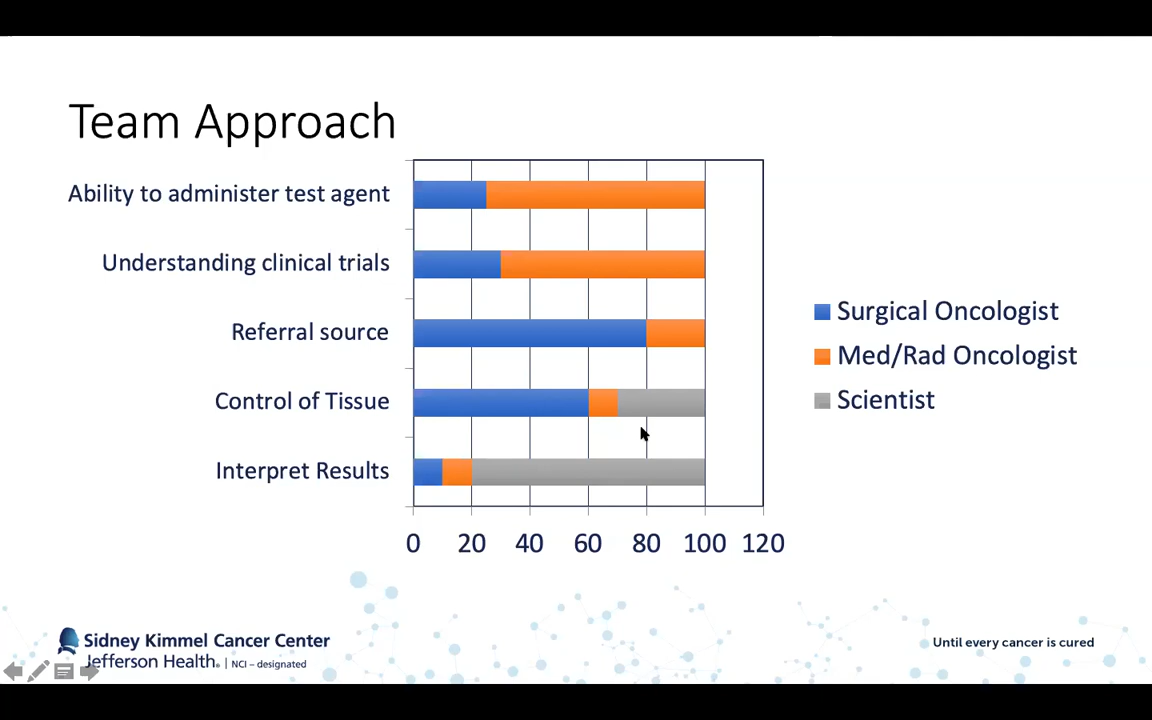 Team Approach
Ability to administer test agent
Understanding clinical trials
Referral source
Control of Tissue
Interpret Results
0 20 40 60 80 100 120
Surgical Oncologist
Med/Rad Oncologist
Scientist
Sidney Kimmel Cancer Center
Jefferson Health® | NCI – designated
Until every cancer is cured